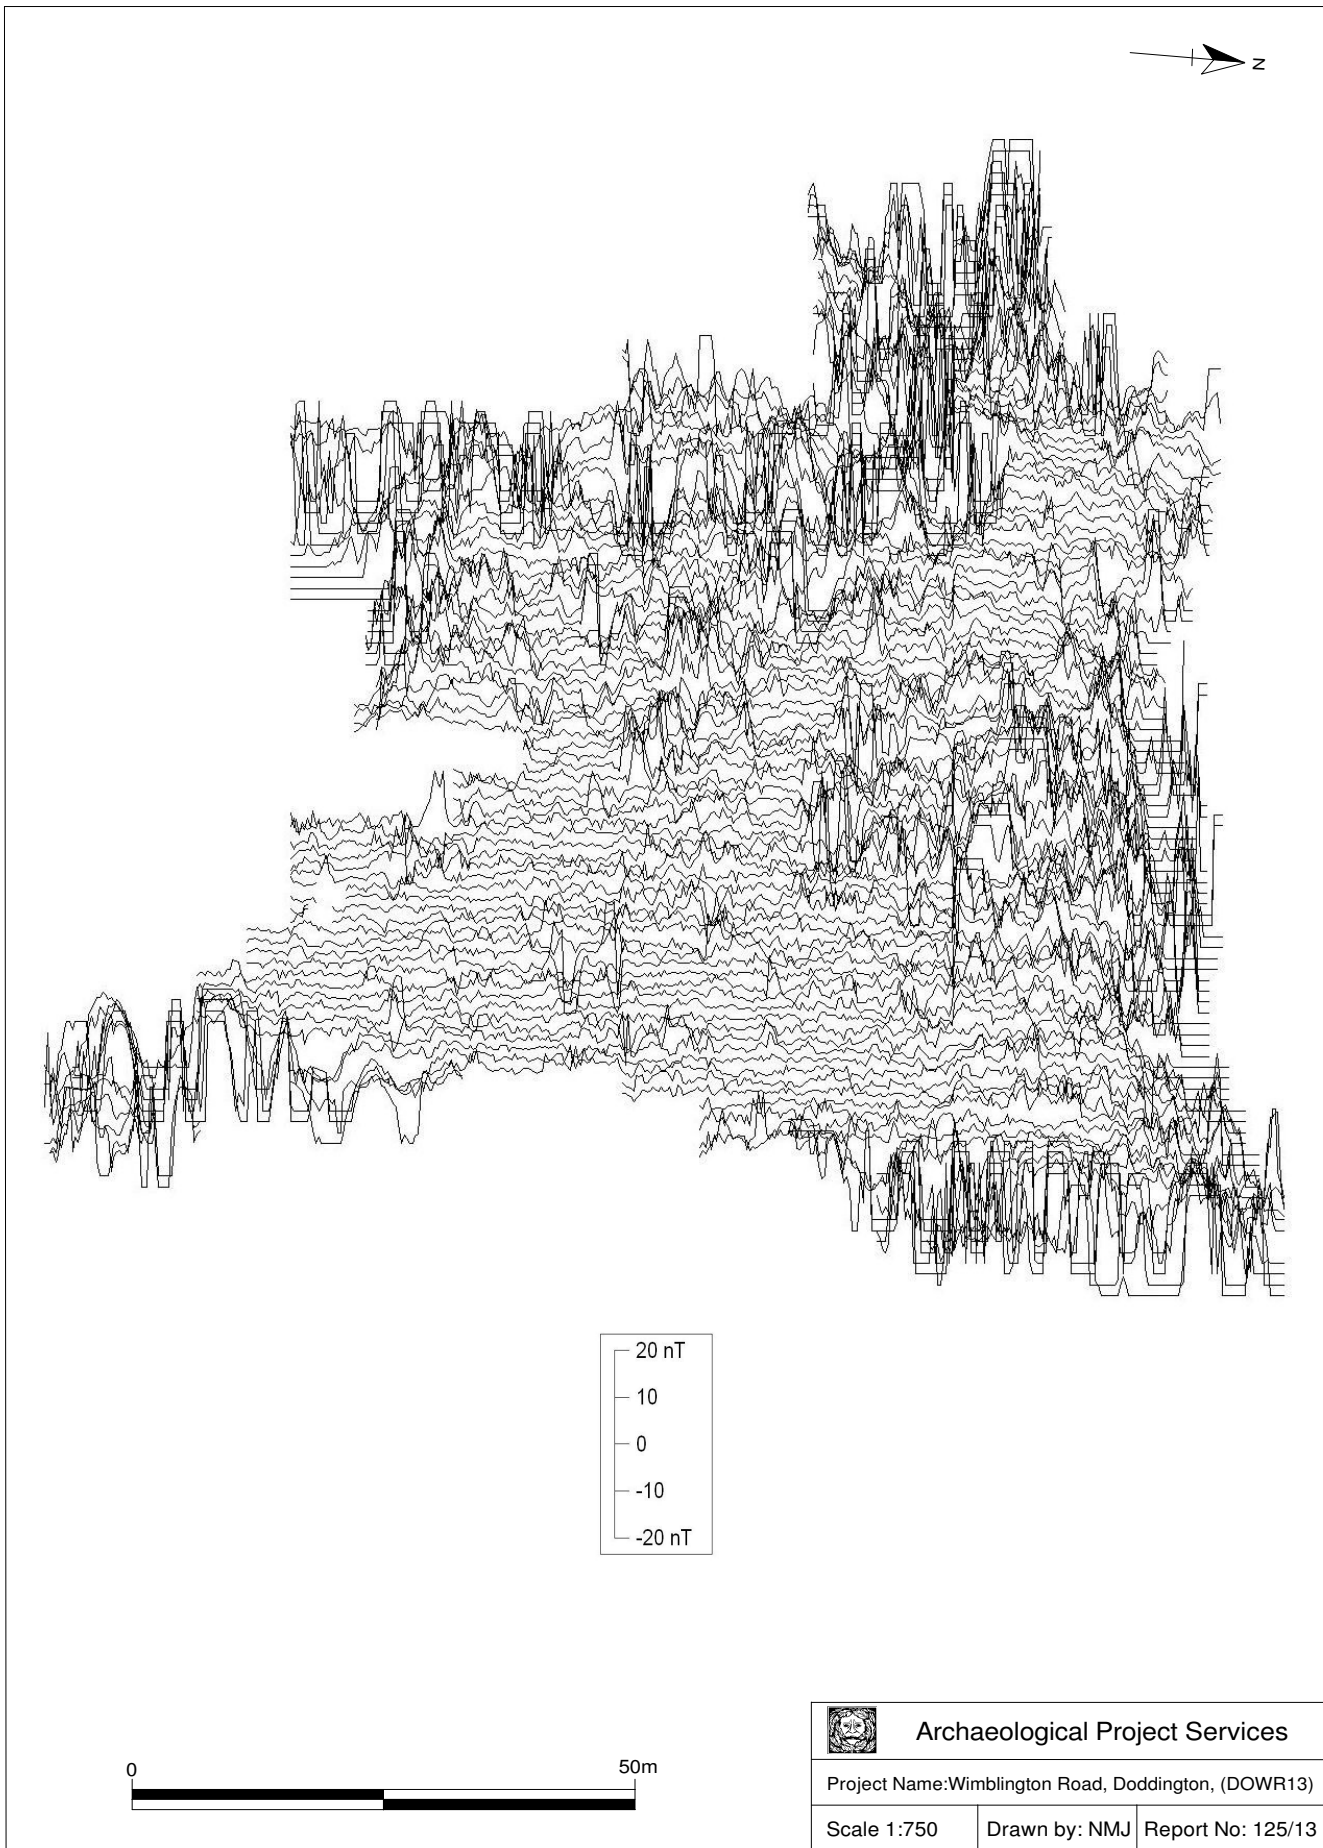 N
20 nT
10
0
-10
-20 nT
0 50m
Archaeological Project Services
Project Name:Wimblington Road, Doddington, (DOWR13)
Scale 1:750 Drawn by: NMJ Report No: 125/13